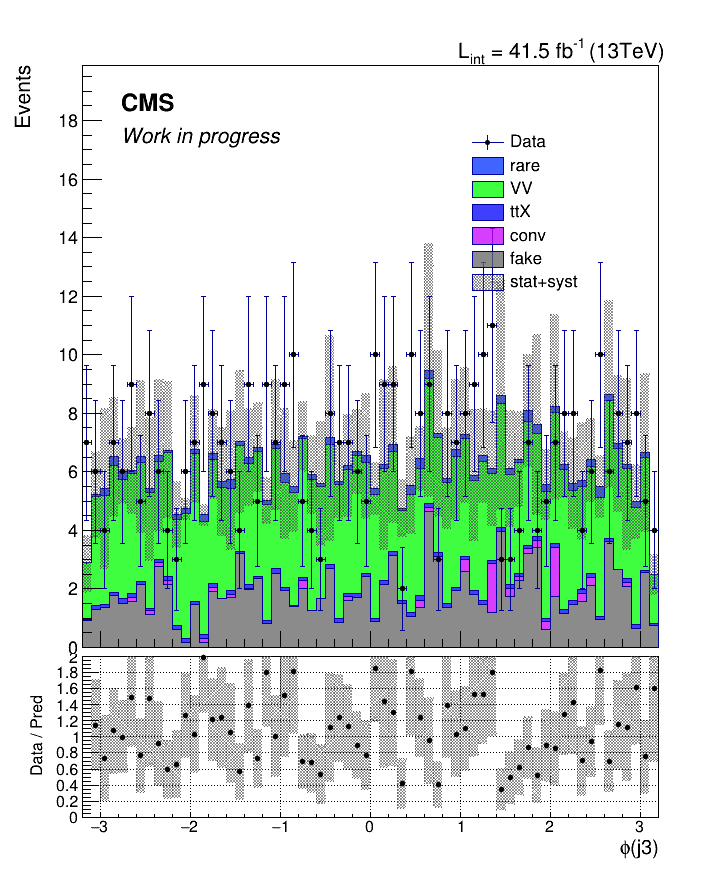 L_int = 41.5 fb^-1 (13TeV)
Events
CMS
Work in progress
Data
rare
VV
ttX
conv
fake
stat+syst
18
16
14
12
10
8
6
4
2
0
Data / Pred
2
1.8
1.6
1.4
1.2
1
0.8
0.6
0.4
0.2
0
−3 −2 −1 0 1 2 3
ϕ(j3)